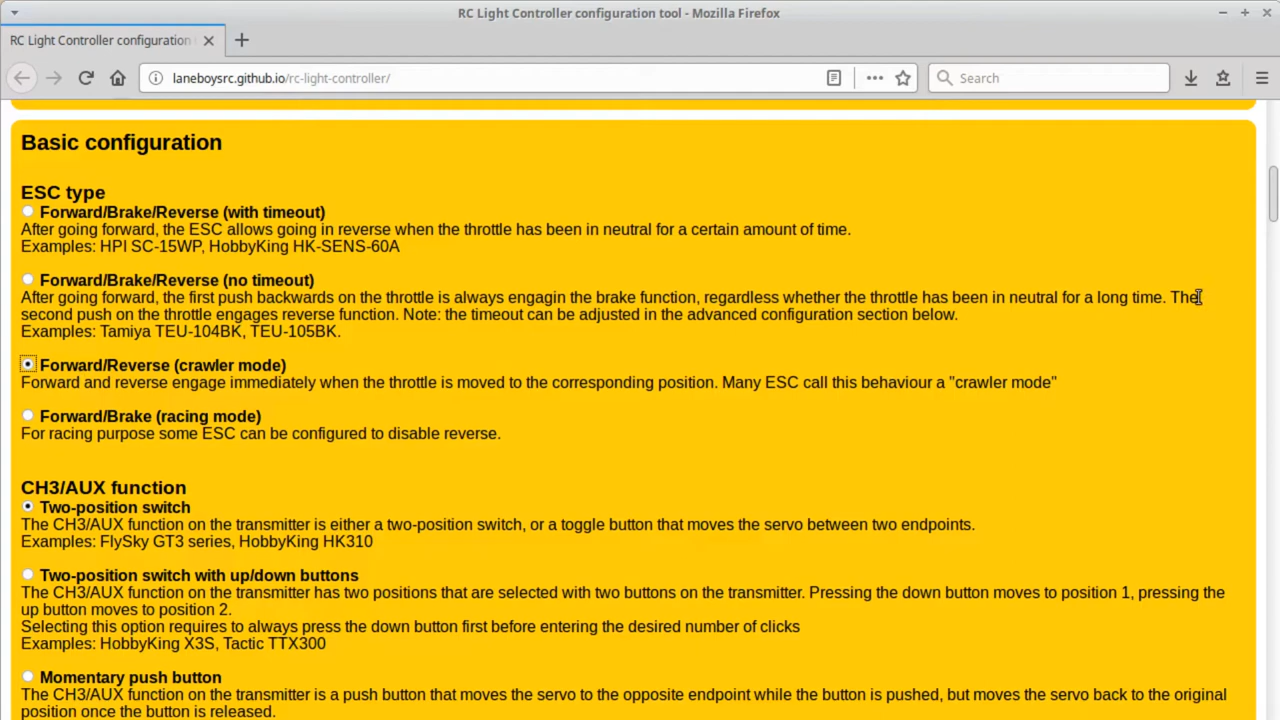 RC Light Controller configuration tool - Mozilla Firefox
RC Light Controller configuration
laneboysrc.github.io/rc-light-controller/
Search
Basic configuration
ESC type
Forward/Brake/Reverse (with timeout)
After going forward, the ESC allows going in reverse when the throttle has been in neutral for a certain amount of time.
Examples: HPI SC-15WP, HobbyKing HK-SENS-60A
Forward/Brake/Reverse (no timeout)
After going forward, the first push backwards on the throttle is always engagin the brake function, regardless whether the throttle has been in neutral for a long time. The
second push on the throttle engages reverse function. Note: the timeout can be adjusted in the advanced configuration section below.
Examples: Tamiya TEU-104BK, TEU-105BK.
Forward/Reverse (crawler mode)
Forward and reverse engage immediately when the throttle is moved to the corresponding position. Many ESC call this behaviour a "crawler mode"
Forward/Brake (racing mode)
For racing purpose some ESC can be configured to disable reverse.
CH3/AUX function
Two-position switch
The CH3/AUX function on the transmitter is either a two-position switch, or a toggle button that moves the servo between two endpoints.
Examples: FlySky GT3 series, HobbyKing HK310
Two-position switch with up/down buttons
The CH3/AUX function on the transmitter has two positions that are selected with two buttons on the transmitter. Pressing the down button moves to position 1, pressing the
up button moves to position 2.
Selecting this option requires to always press the down button first before entering the desired number of clicks
Examples: HobbyKing X3S, Tactic TTX300
Momentary push button
The CH3/AUX function on the transmitter is a push button that moves the servo to the opposite endpoint while the button is pushed, but moves the servo back to the original
position once the button is released.